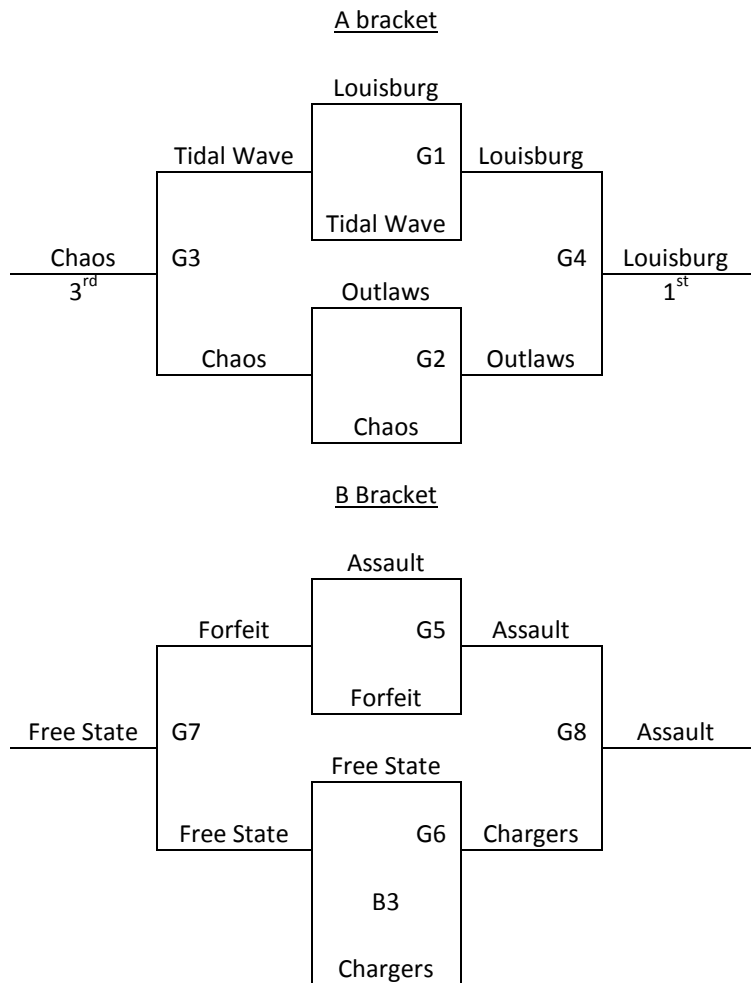 A bracket
Louisburg
Tidal Wave G1 Louisburg
Tidal Wave
Chaos G3 G4 Louisburg
3rd Outlaws 1st
Chaos G2 Outlaws
Chaos
B Bracket
Assault
Forfeit G5 Assault
Forfeit
Free State G7 G8 Assault
Free State
Free State G6 Chargers
B3
Chargers